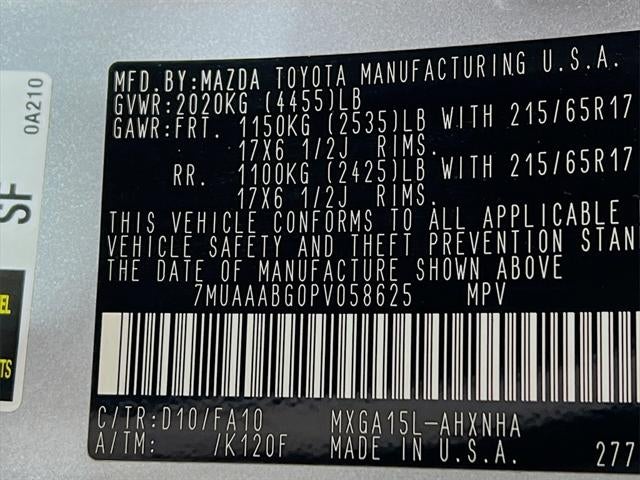 MFD.BY:MAZDA TOYOTA MANUFACTURING U.S.A.
GVWR:2020KG (4455)LB
GAWR:FRT. 1150KG (2535)LB WITH 215/65R17
17X6 1/2J RIMS.
RR. 1100KG (2425)LB WITH 215/65R17
17X6 1/2J RIMS.
THIS VEHICLE CONFORMS TO ALL APPLICABLE
VEHICLE SAFETY AND THEFT PREVENTION STAN
THE DATE OF MANUFACTURE SHOWN ABOVE
7MUAAABG0PV058625 MPV
C/TR:D10/FA10 MXGA15L-AHXNHA
A/TM: /K120F MADE IN U.S.A. 277
0A210
SF